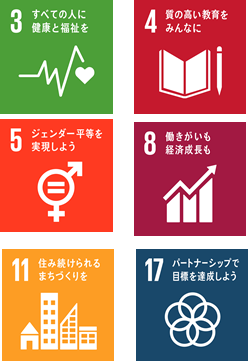 3 すべての人に
健康と福祉を
4 質の高い教育を
みんなに
5 ジェンダー平等を
実現しよう
8 働きがいも
経済成長も
11 住み続けられる
まちづくりを
17 パートナーシップで
目標を達成しよう